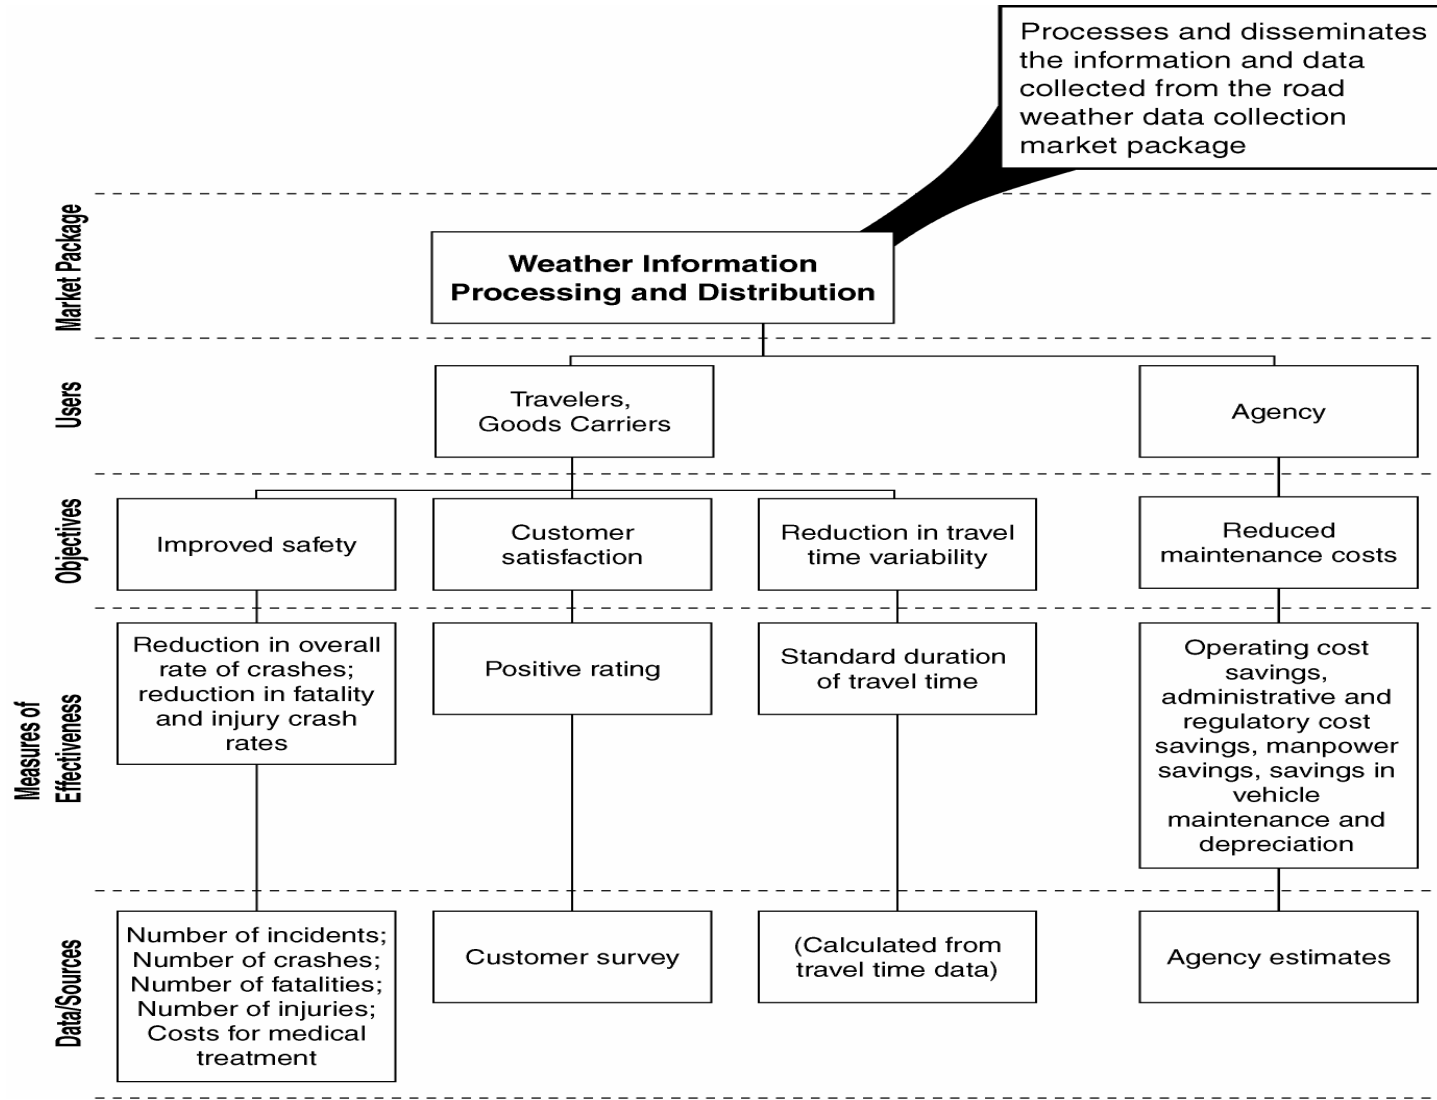 Processes and disseminates
the information and data
collected from the road
weather data collection
market package
Market Package
Weather Information
Processing and Distribution
Users
Travelers,
Goods Carriers
Agency
Objectives
Improved safety
Customer
satisfaction
Reduction in travel
time variability
Reduced
maintenance costs
Measures of
Effectiveness
Reduction in overall
rate of crashes;
reduction in fatality
and injury crash
rates
Positive rating
Standard duration
of travel time
Operating cost
savings,
administrative and
regulatory cost
savings, manpower
savings, savings in
vehicle
maintenance and
depreciation
Data/Sources
Number of incidents;
Number of crashes;
Number of fatalities;
Number of injuries;
Costs for medical
treatment
Customer survey
(Calculated from
travel time data)
Agency estimates